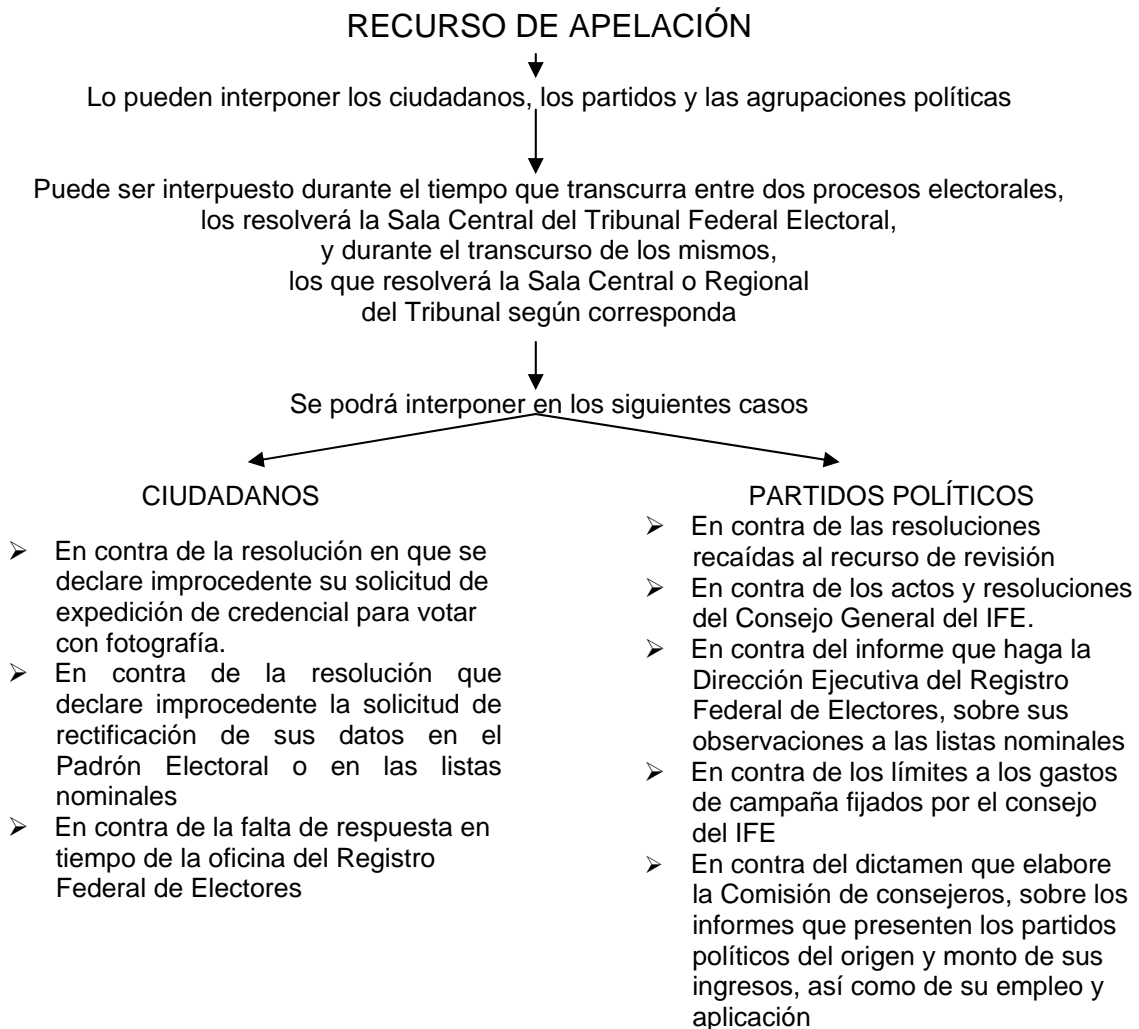 RECURSO DE APELACIÓN
Lo pueden interponer los ciudadanos, los partidos y las agrupaciones políticas
Puede ser interpuesto durante el tiempo que transcurra entre dos procesos electorales,
los resolverá la Sala Central del Tribunal Federal Electoral,
y durante el transcurso de los mismos,
los que resolverá la Sala Central o Regional
del Tribunal según corresponda
Se podrá interponer en los siguientes casos
CIUDADANOS
➢ En contra de la resolución en que se
declare improcedente su solicitud de
expedición de credencial para votar
con fotografía.
➢ En contra de la resolución que
declare improcedente la solicitud de
rectificación de sus datos en el
Padrón Electoral o en las listas
nominales
➢ En contra de la falta de respuesta en
tiempo de la oficina del Registro
Federal de Electores
PARTIDOS POLÍTICOS
➢ En contra de las resoluciones
recaídas al recurso de revisión
➢ En contra de los actos y resoluciones
del Consejo General del IFE.
➢ En contra del informe que haga la
Dirección Ejecutiva del Registro
Federal de Electores, sobre sus
observaciones a las listas nominales
➢ En contra de los límites a los gastos
de campaña fijados por el consejo
del IFE
➢ En contra del dictamen que elabore
la Comisión de consejeros, sobre los
informes que presenten los partidos
políticos del origen y monto de sus
ingresos, así como de su empleo y
aplicación